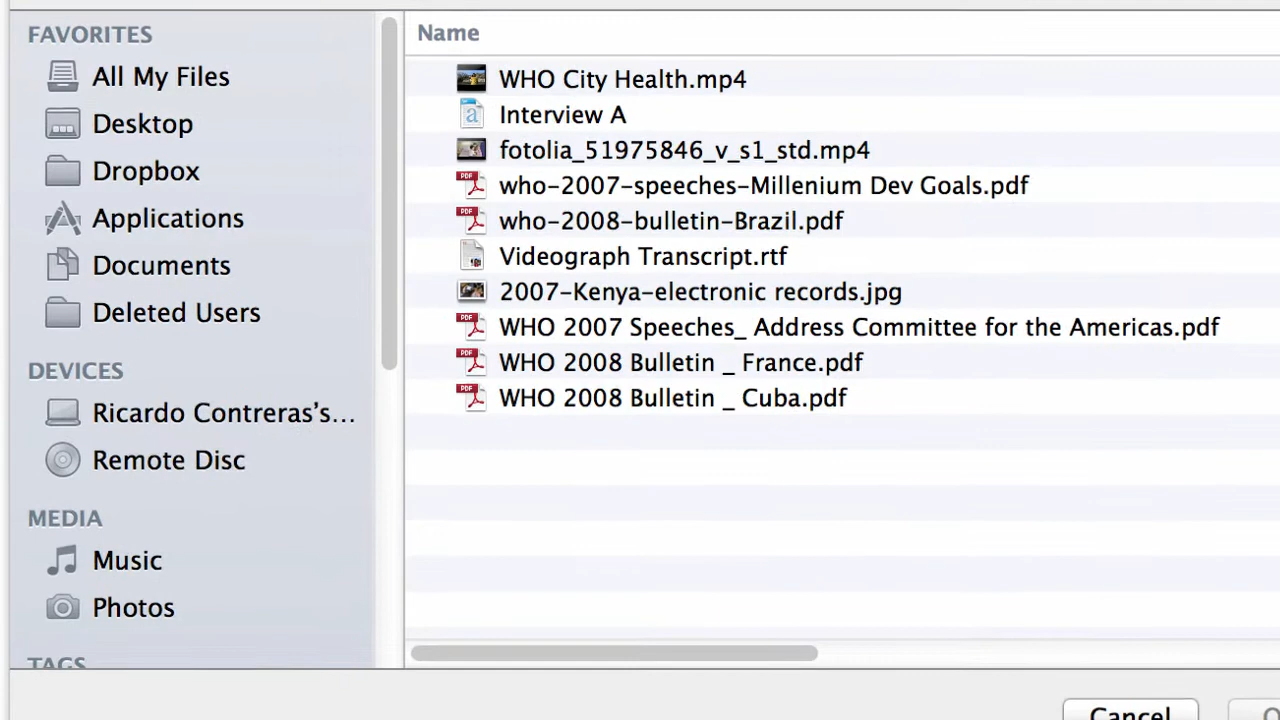 FAVORITES
All My Files
Desktop
Dropbox
Applications
Documents
Deleted Users
DEVICES
Ricardo Contreras’s…
Remote Disc
MEDIA
Music
Photos
TAGS
Name
WHO City Health.mp4
Interview A
fotolia_51975846_v_s1_std.mp4
who-2007-speeches-Millenium Dev Goals.pdf
who-2008-bulletin-Brazil.pdf
Videograph Transcript.rtf
2007-Kenya-electronic records.jpg
WHO 2007 Speeches_ Address Committee for the Americas.pdf
WHO 2008 Bulletin _ France.pdf
WHO 2008 Bulletin _ Cuba.pdf
Cancel